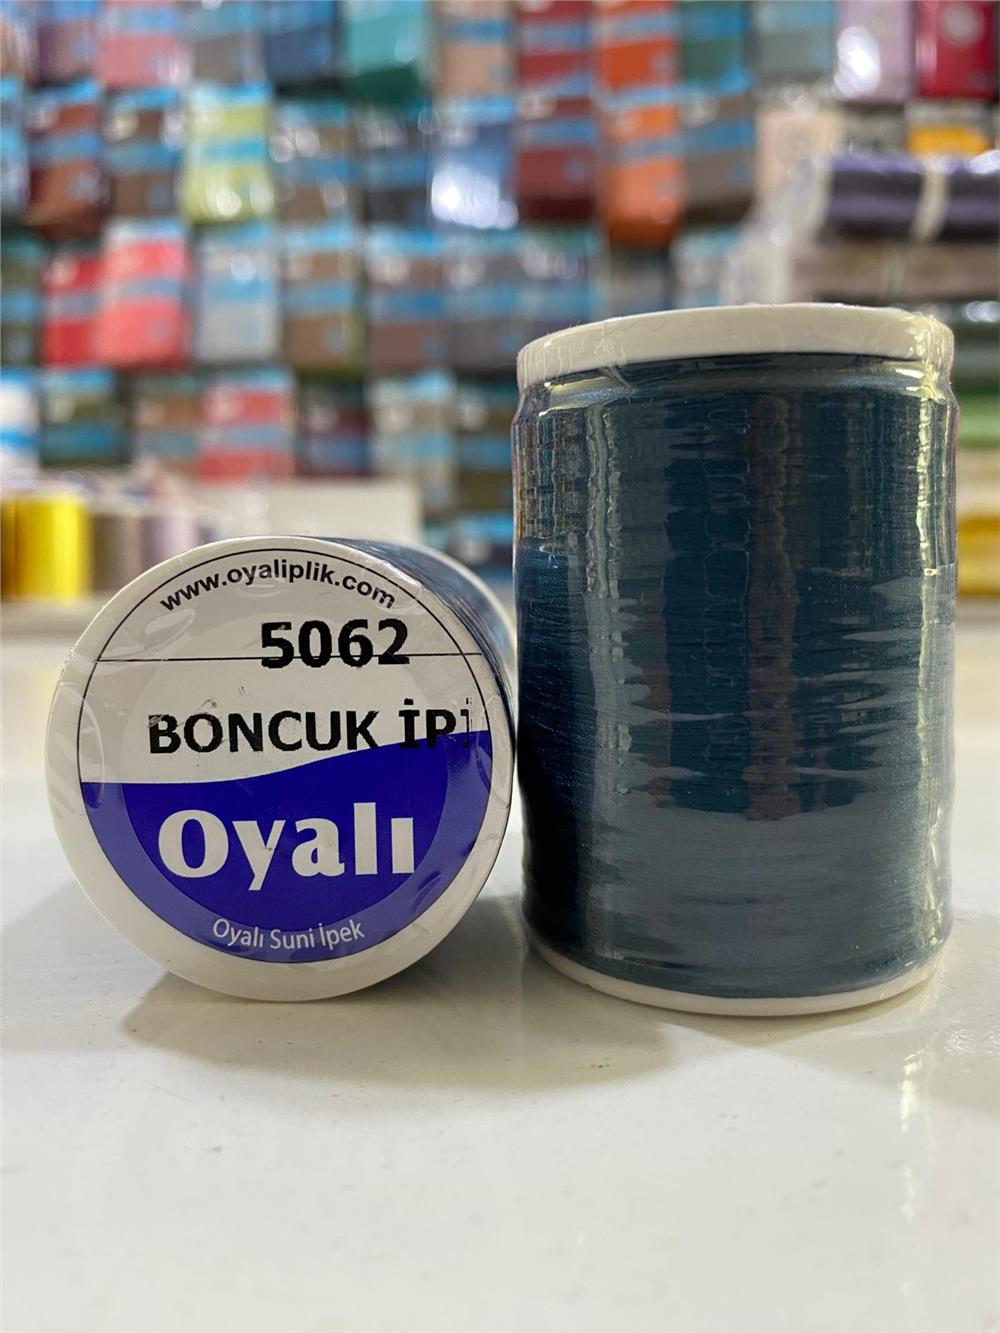 www.oyaliplik.com
5062
BONCUK İPİ
Oyalı
Oyalı Suni İpek